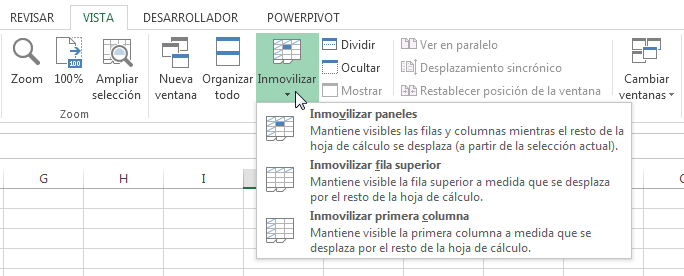 REVISAR VISTA DESARROLLADOR POWERPIVOT
Zoom
100%
Ampliar
selección
Zoom
100
Nueva
ventana
Organizar
todo
Inmovilizar
Dividir
Ocultar
Mostrar
Ver en paralelo
Desplazamiento sincrónico
Restablecer posición de la ventana
Cambiar
ventanas
Inmovilizar paneles
Mantiene visibles las filas y columnas mientras el resto de la
hoja de cálculo se desplaza (a partir de la selección actual).
Inmovilizar fila superior
Mantiene visible la fila superior a medida que se desplaza
por el resto de la hoja de cálculo.
Inmovilizar primera columna
Mantiene visible la primera columna a medida que se
desplaza por el resto de la hoja de cálculo.
G H I